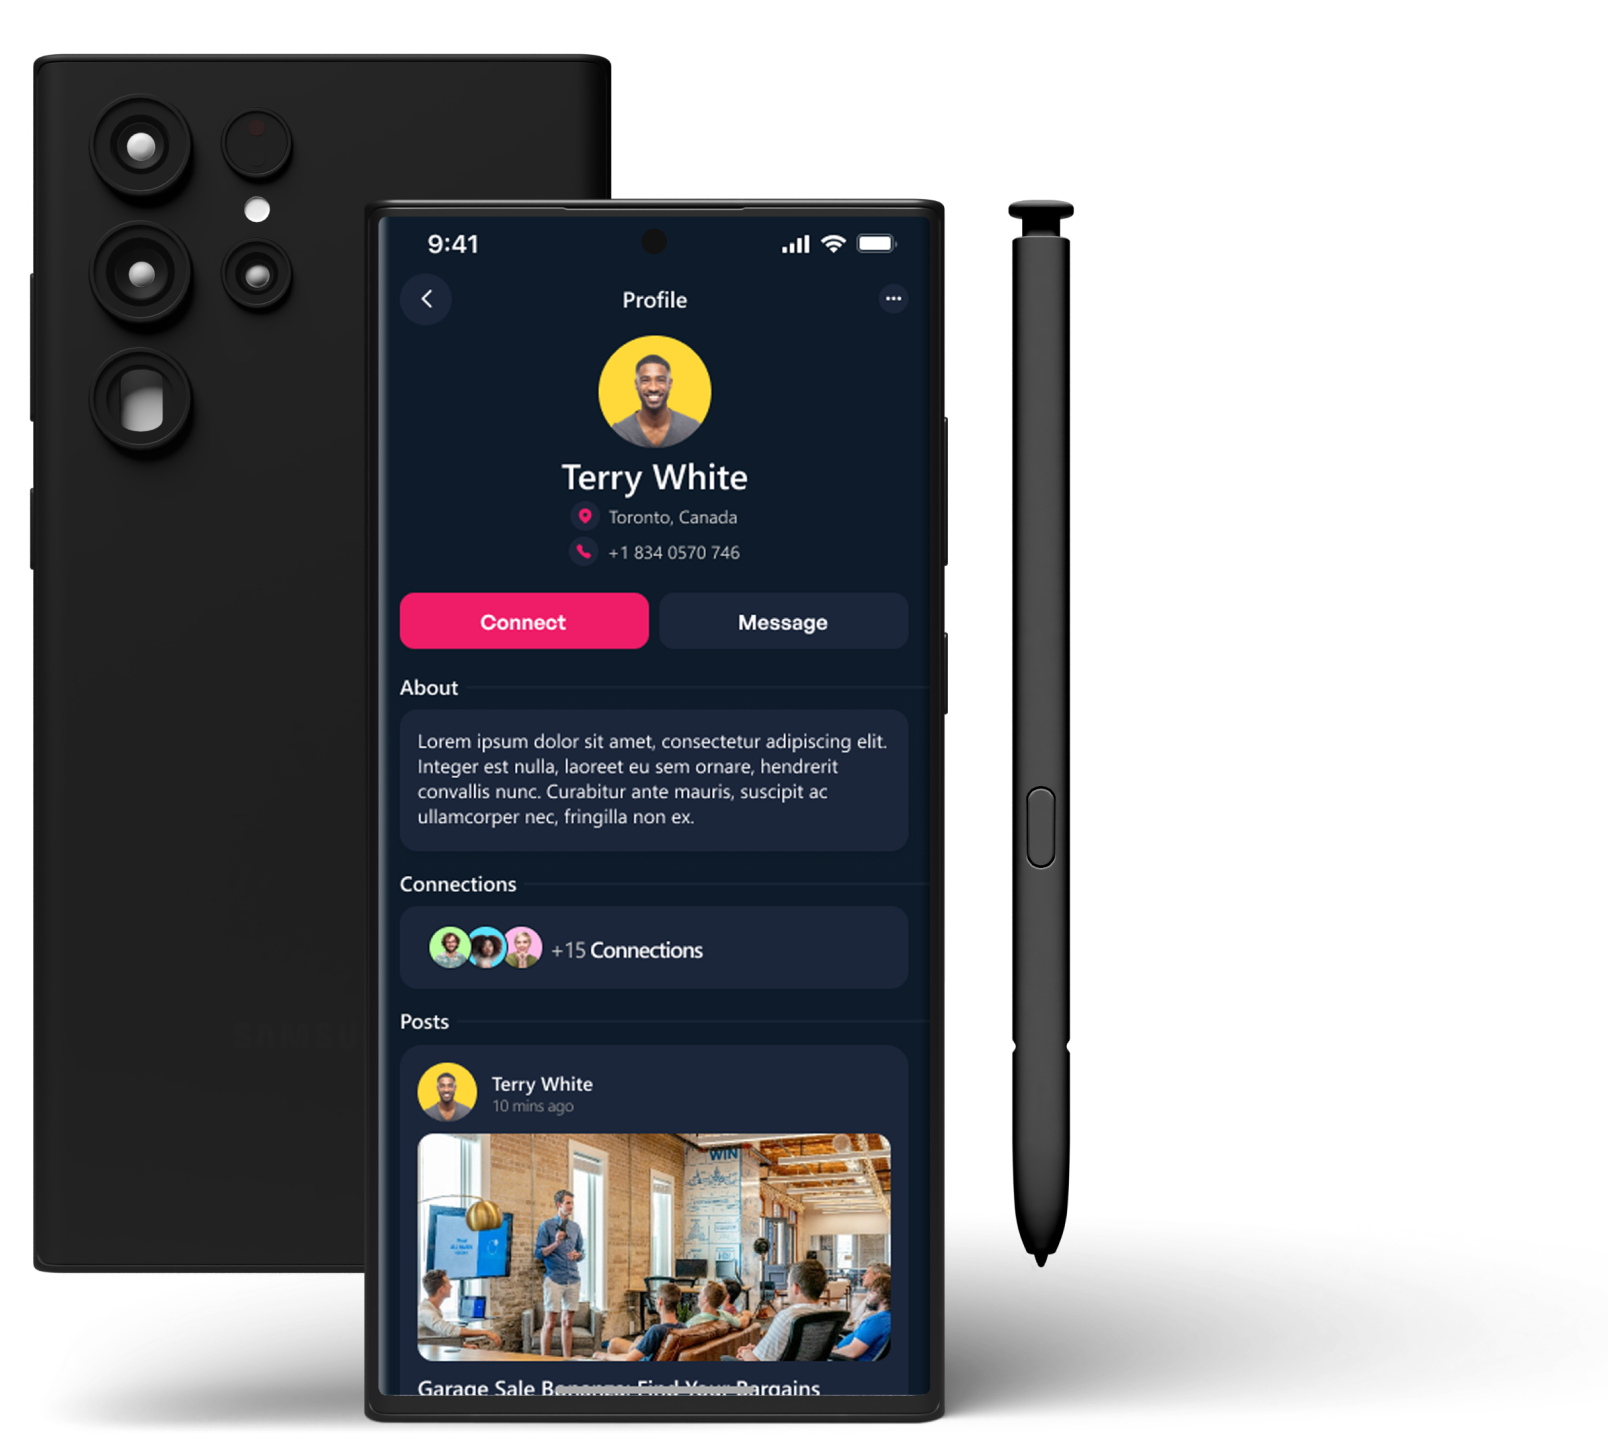 9:41
Profile
Terry White
Toronto, Canada
+1 834 0570 746
Connect
Message
About
Lorem ipsum dolor sit amet, consectetur adipiscing elit.
Integer est nulla, laoreet eu sem ornare, hendrerit
convallis nunc. Curabitur ante mauris, suscipit ac
ullamcorper nec, fringilla non ex.
Connections
+15 Connections
Posts
Terry White
10 mins ago
WIN
Garage Sale Bonanza: Find Your Bargains